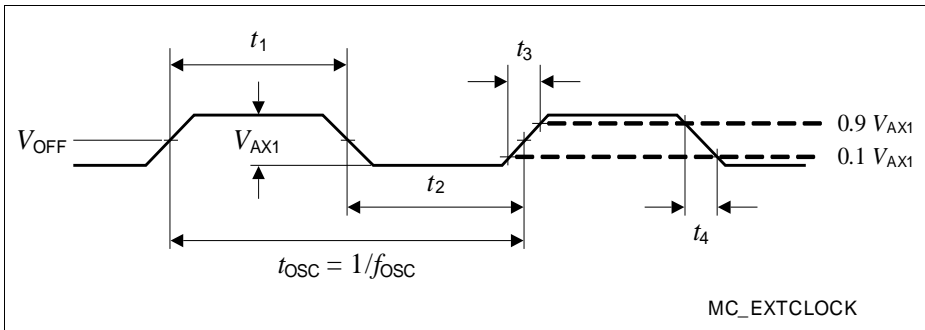 t1
t3
VOFF
VAX1
0.9 VAX1
0.1 VAX1
t2
t4
tOSC = 1/fOSC
MC_EXTCLOCK